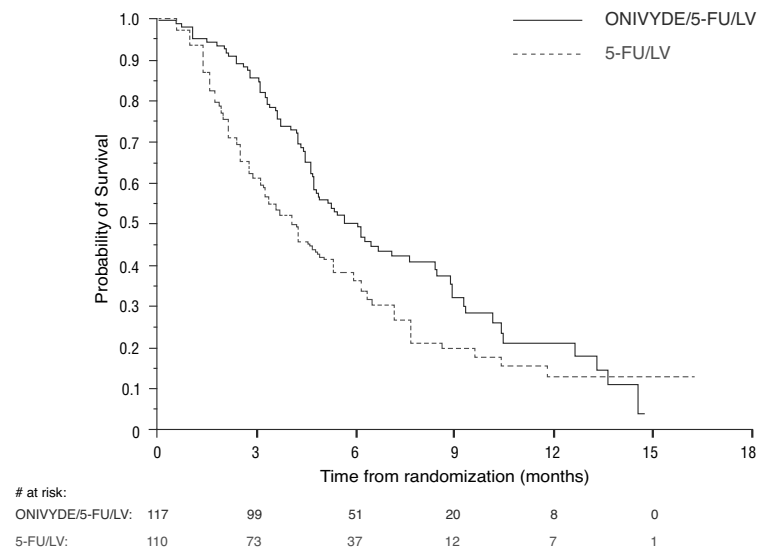 ONIVYDE/5-FU/LV
5-FU/LV
Probability of Survival
1.0
0.9
0.8
0.7
0.6
0.5
0.4
0.3
0.2
0.1
0
0 3 6 9 12 15 18
Time from randomization (months)
# at risk:
ONIVYDE/5-FU/LV: 117 99 51 20 8 0
5-FU/LV: 110 73 37 12 7 1